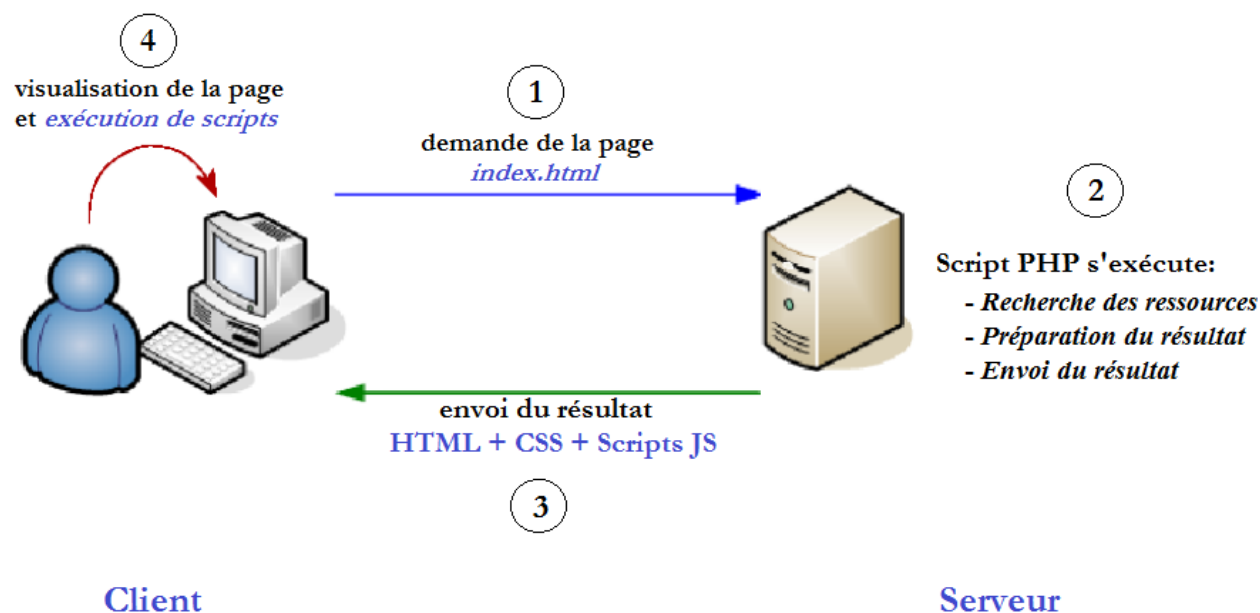 4
visualisation de la page
et exécution de scripts
1
demande de la page
index.html
2
Script PHP s'exécute:
- Recherche des ressources
- Préparation du résultat
- Envoi du résultat
envoi du résultat
HTML + CSS + Scripts JS
3
Client
Serveur